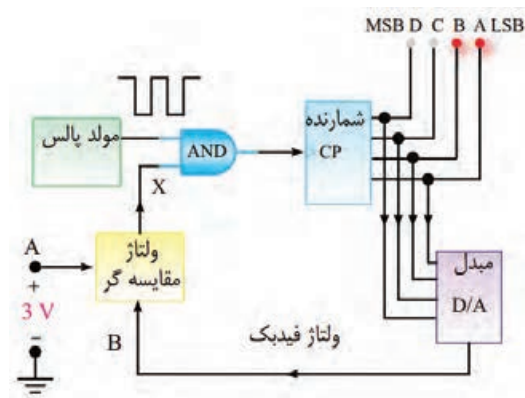 MSB D C B A LSB
شمارنده
CP
مولد پالس
AND
X
A
+
3 V
-
ولتاژ
مقایسه گر
مبدل
D/A
B
ولتاژ فیدبک